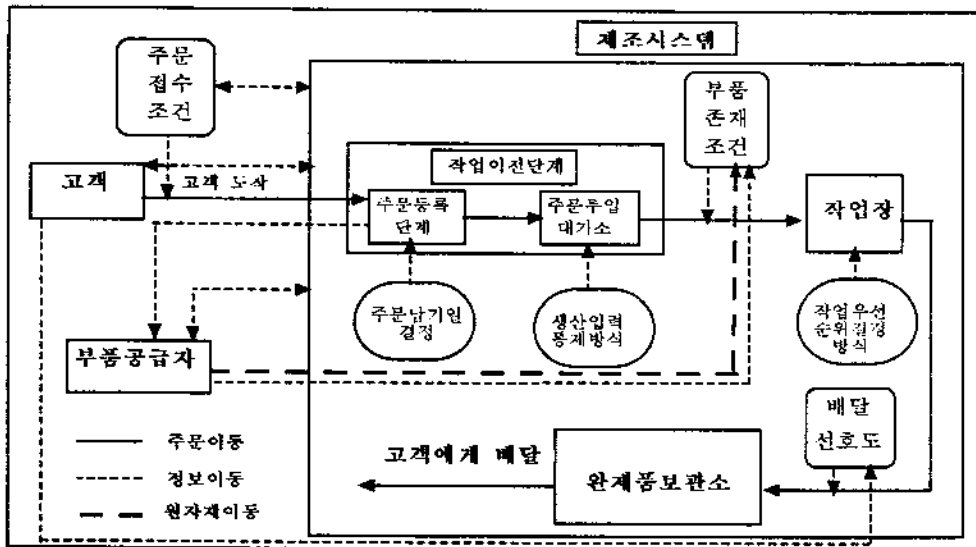 제조시스템
주문
접수
조건
부품
존재
조건
작업이전단계
고객
고객 도착
주문등록
단계
주문투입
대기소
작업장
주문납기일
결정
생산입력
통제방식
작업우선
순위결정
방식
부품공급자
배달
선호도
주문이동
정보이동
원자재이동
고객에게 배달
완제품보관소